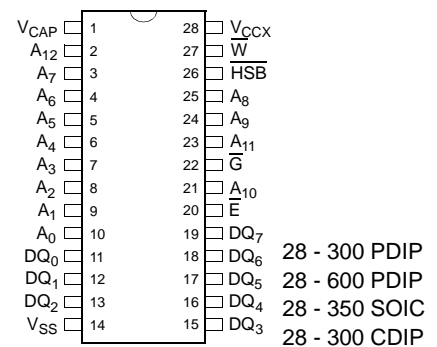 VCAP 1 28 VCCX
A12 2 27 W̅
A7 3 26 H̅S̅B̅
A6 4 25 A8
A5 5 24 A9
A4 6 23 A11
A3 7 22 G̅
A2 8 21 A10
A1 9 20 E̅
A0 10 19 DQ7
DQ0 11 18 DQ6 28 - 300 PDIP
DQ1 12 17 DQ5 28 - 600 PDIP
DQ2 13 16 DQ4 28 - 350 SOIC
VSS 14 15 DQ3 28 - 300 CDIP